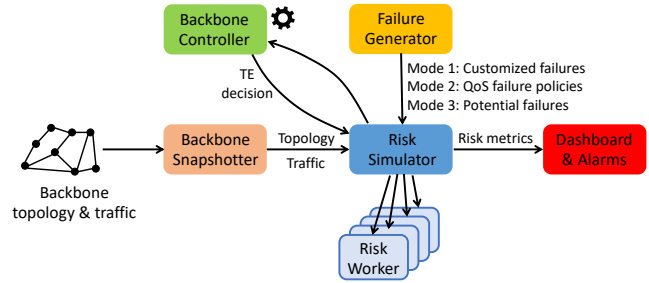 Backbone
Controller
Failure
Generator
TE
decision
Mode 1: Customized failures
Mode 2: QoS failure policies
Mode 3: Potential failures
Backbone
Snapshotter
Topology
Traffic
Risk
Simulator
Risk metrics
Dashboard
& Alarms
Backbone
topology & traffic
Risk
Worker